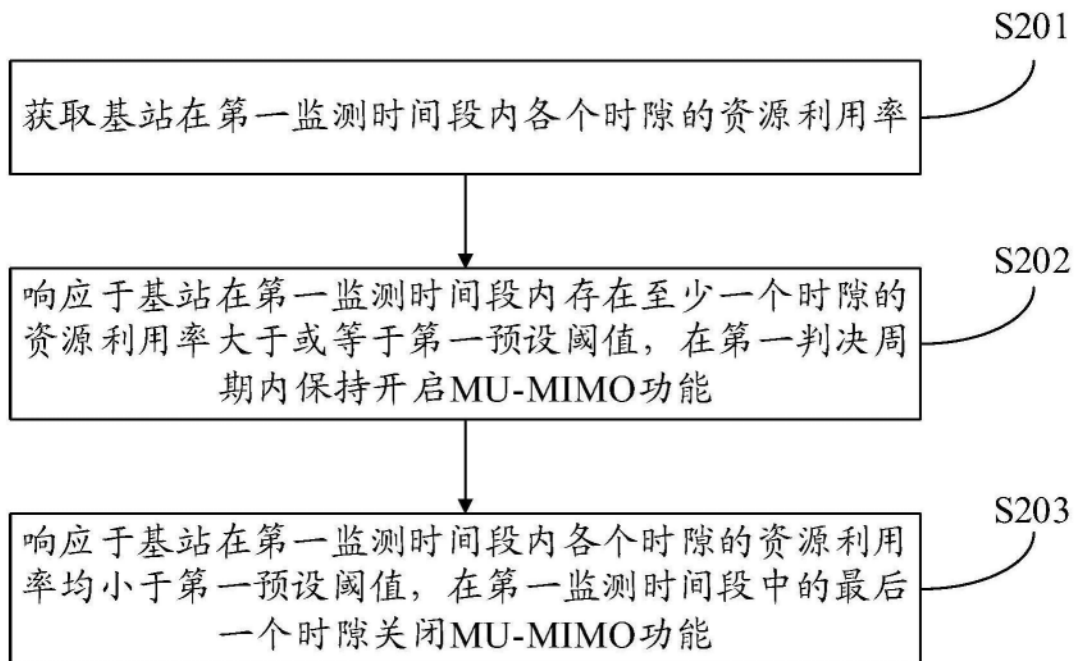 S201
获取基站在第一监测时间段内各个时隙的资源利用率
S202
响应于基站在第一监测时间段内存在至少一个时隙的
资源利用率大于或等于第一预设阈值，在第一判决周
期内保持开启MU-MIMO功能
S203
响应于基站在第一监测时间段内各个时隙的资源利用
率均小于第一预设阈值，在第一监测时间段中的最后
一个时隙关闭MU-MIMO功能